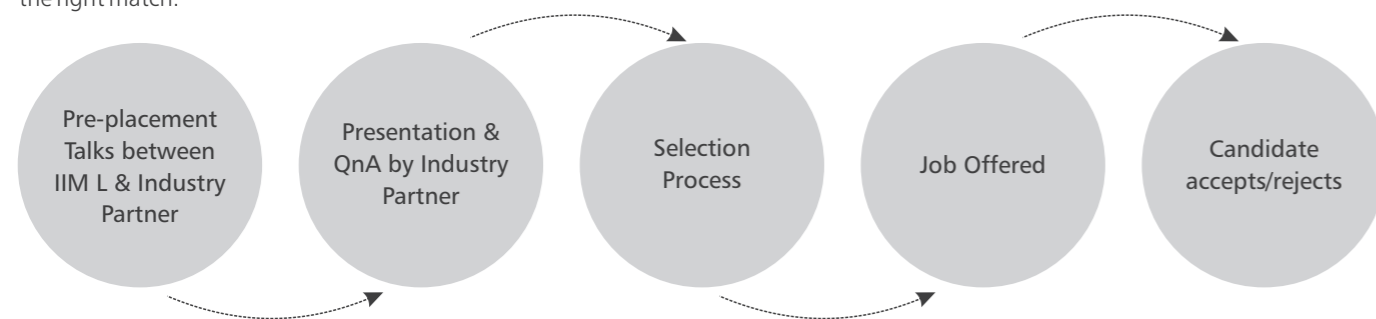 the right match.
Pre-placement
Talks between
IIM L & Industry
Partner
Presentation &
QnA by Industry
Partner
Selection
Process
Job Offered
Candidate
accepts/rejects